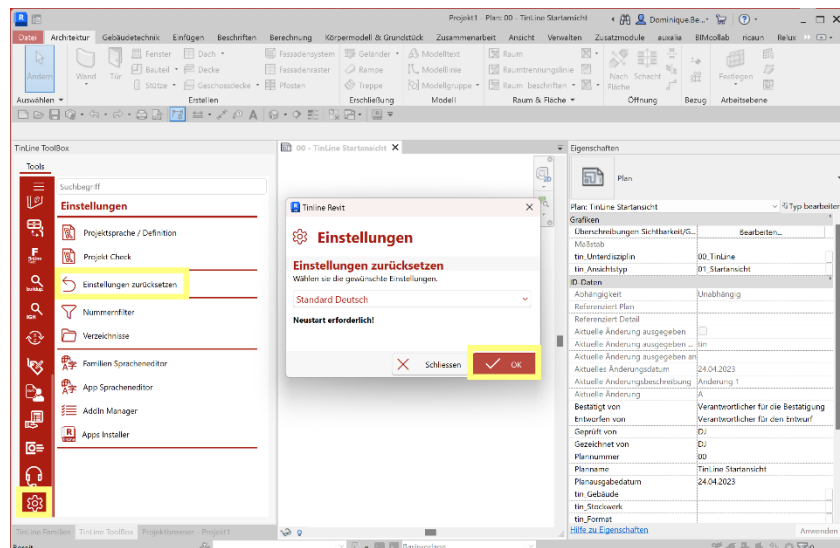 Projekt1 - Plan: 00 - TinLine Startansicht
Dominique.Be...
Datei Architektur Gebäudetechnik Einfügen Beschriften Berechnung Körpermodell & Grundstück Zusammenarbeit Ansicht Verwalten Zusatzmodule auxalia BIMcollab ricaun Relux
Ändern Wand Tür Fenster Dach Fassadensystem Geländer Modelltext Raum
Bauteil Decke Fassadenraster Rampe Modelllinie Raumtrennungslinie Nach Fläche Schacht Festlegen
Stütze Geschossdecke Pfosten Treppe Modellgruppe Raum beschriften
Auswählen Erstellen Erschließung Modell Raum & Fläche Öffnung Bezug Arbeitsebene
TinLine ToolBox
Tools
Suchbegriff
Einstellungen
Projektsprache / Definition
Projekt Check
Einstellungen zurücksetzen
Nummernfilter
Verzeichnisse
Familien Spracheneditor
App Spracheneditor
AddIn Manager
Apps Installer
TinLine Familien TinLine ToolBox Projektbrowser - Projekt1
Bereit
00 - TinLine Startansicht
Tinline Revit
Einstellungen
Einstellungen zurücksetzen
Wählen sie die gewünschte Einstellungen.
Standard Deutsch
Neustart erforderlich!
Schliessen
OK
Basisvorlage
Eigenschaften
Plan
Plan: TinLine Startansicht Typ bearbeiten
Grafiken
Überschreibungen Sichtbarkeit/G... Bearbeiten...
Maßstab
tin_Unterdisziplin 00_TinLine
tin_Ansichtstyp 01_Startansicht
ID-Daten
Abhängigkeit Unabhängig
Referenziert Plan
Referenziert Detail
Aktuelle Änderung ausgegeben
Aktuelle Änderung ausgegeben ... tin
Aktuelle Änderung ausgegeben an
Aktuelles Änderungsdatum 24.04.2023
Aktuelle Änderungsbeschreibung Änderung 1
Aktuelle Änderung A
Bestätigt von Verantwortlicher für die Bestätigung
Entworfen von Verantwortlicher für den Entwurf
Geprüft von DJ
Gezeichnet von DJ
Plannummer 00
Planname TinLine Startansicht
Planausgabedatum 24.04.2023
tin_Gebäude
tin_Stockwerk
tin_Format
Hilfe zu Eigenschaften Anwenden